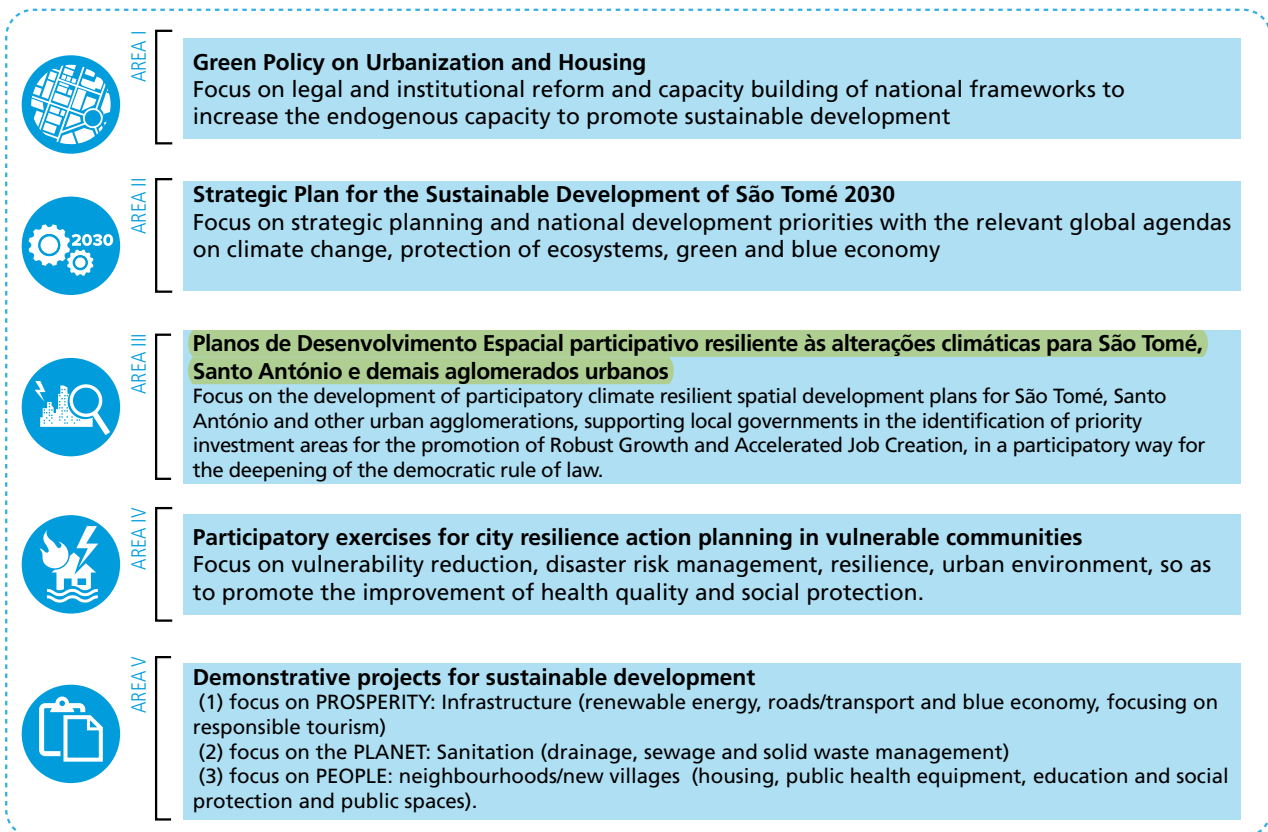 AREA I
Green Policy on Urbanization and Housing
Focus on legal and institutional reform and capacity building of national frameworks to
increase the endogenous capacity to promote sustainable development
AREA II
2030
Strategic Plan for the Sustainable Development of São Tomé 2030
Focus on strategic planning and national development priorities with the relevant global agendas
on climate change, protection of ecosystems, green and blue economy
AREA III
Planos de Desenvolvimento Espacial participativo resiliente às alterações climáticas para São Tomé,
Santo António e demais aglomerados urbanos
Focus on the development of participatory climate resilient spatial development plans for São Tomé, Santo
António and other urban agglomerations, supporting local governments in the identification of priority
investment areas for the promotion of Robust Growth and Accelerated Job Creation, in a participatory way for
the deepening of the democratic rule of law.
AREA IV
Participatory exercises for city resilience action planning in vulnerable communities
Focus on vulnerability reduction, disaster risk management, resilience, urban environment, so as
to promote the improvement of health quality and social protection.
AREA V
Demonstrative projects for sustainable development
(1) focus on PROSPERITY: Infrastructure (renewable energy, roads/transport and blue economy, focusing on
responsible tourism)
(2) focus on the PLANET: Sanitation (drainage, sewage and solid waste management)
(3) focus on PEOPLE: neighbourhoods/new villages (housing, public health equipment, education and social
protection and public spaces).